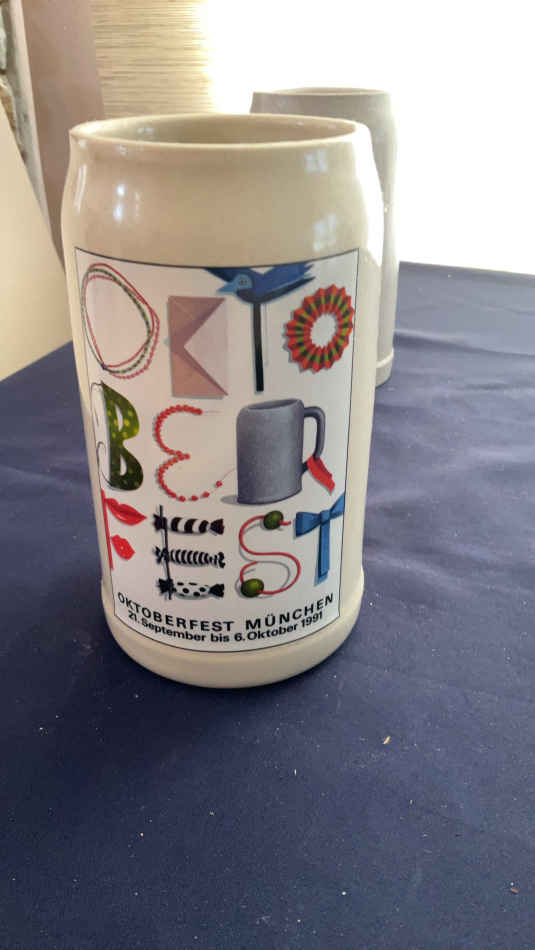 OKTO
BER
FEST
OKTOBERFEST MÜNCHEN
21. September bis 6. Oktober 1991